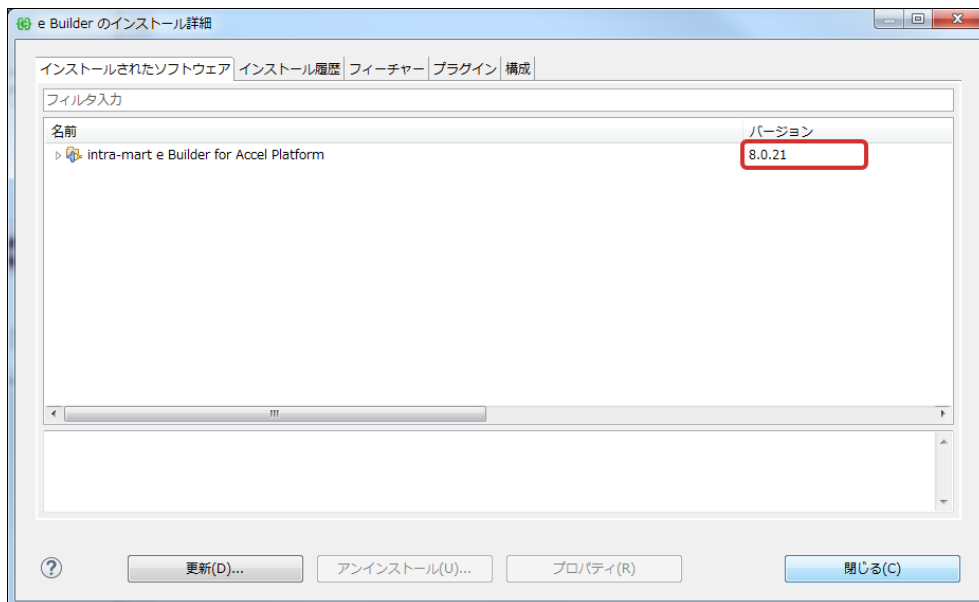 e Builder のインストール詳細
インストールされたソフトウェア インストール履歴 フィーチャー プラグイン 構成
フィルタ入力
名前 バージョン
intra-mart e Builder for Accel Platform 8.0.21
更新(D)... アンインストール(U)... プロパティ(R) 閉じる(C)